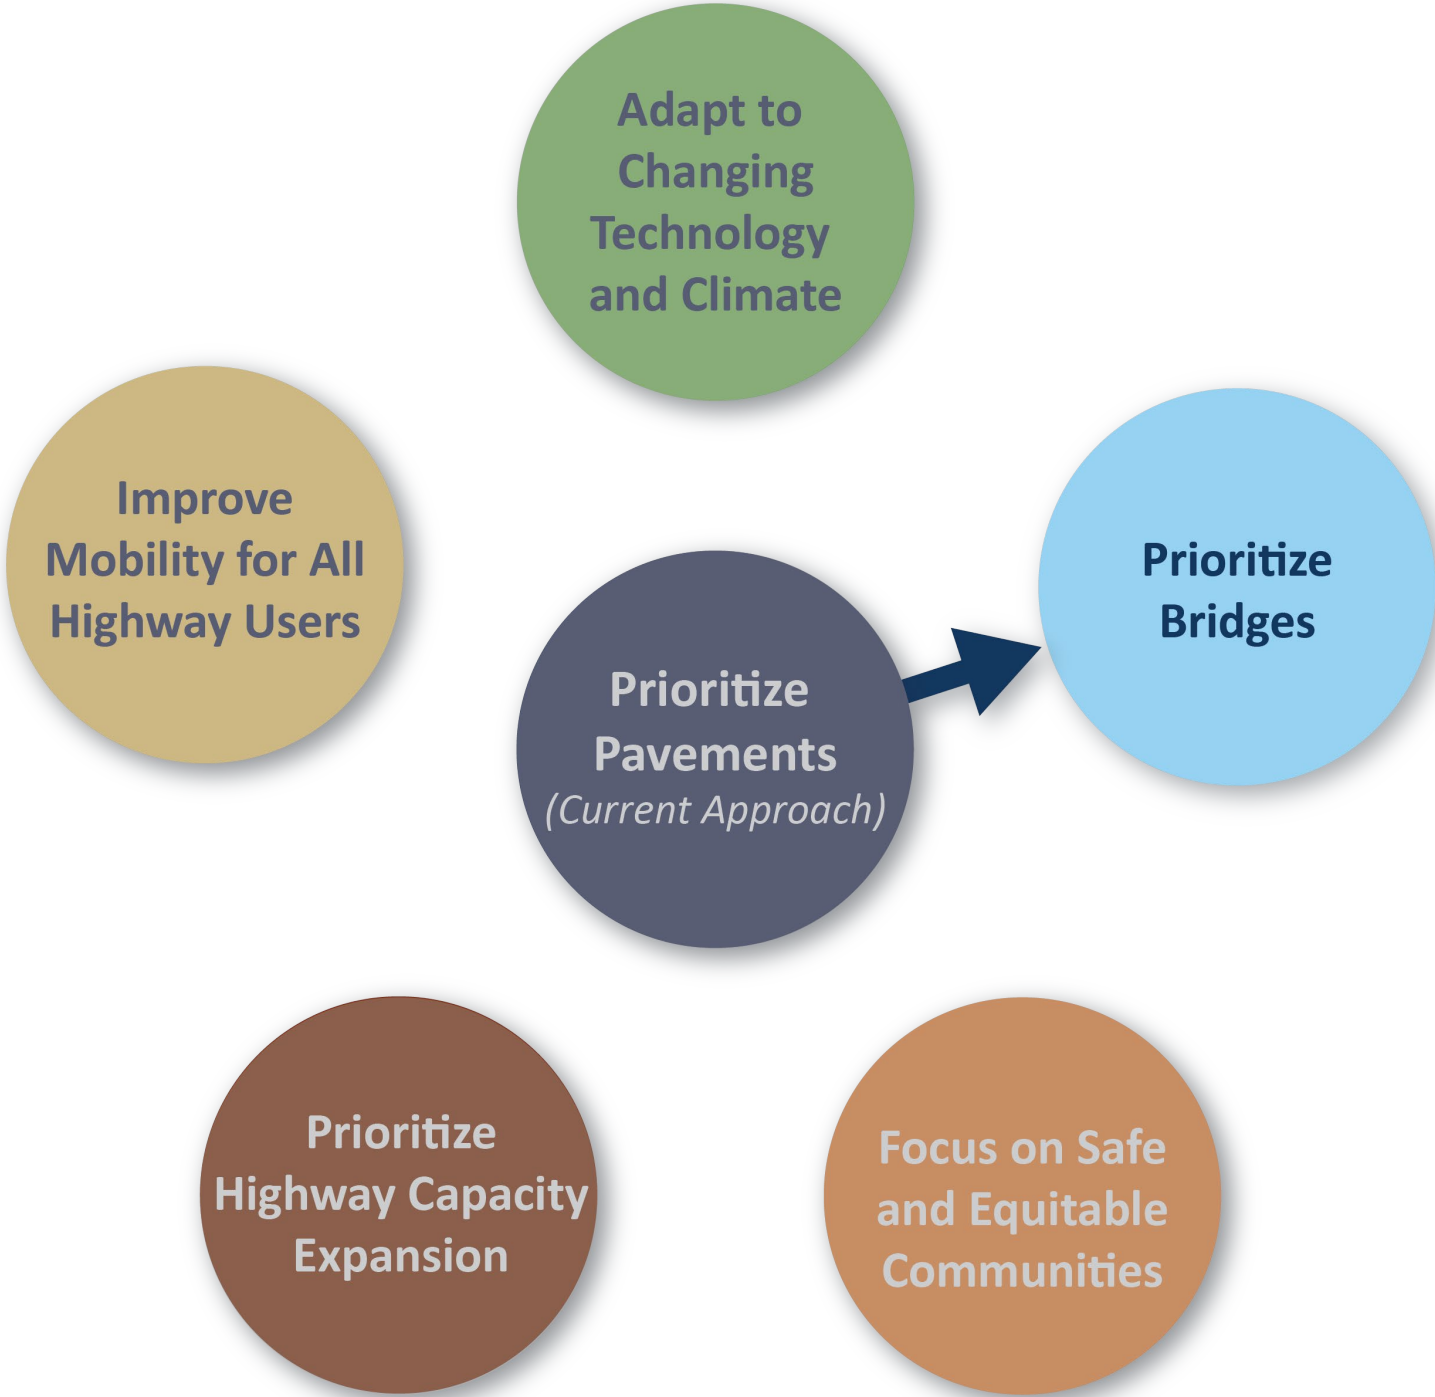 Adapt to
Changing
Technology
and Climate
Improve
Mobility for All
Highway Users
Prioritize
Bridges
Prioritize
Pavements
(Current Approach)
Prioritize
Highway Capacity
Expansion
Focus on Safe
and Equitable
Communities